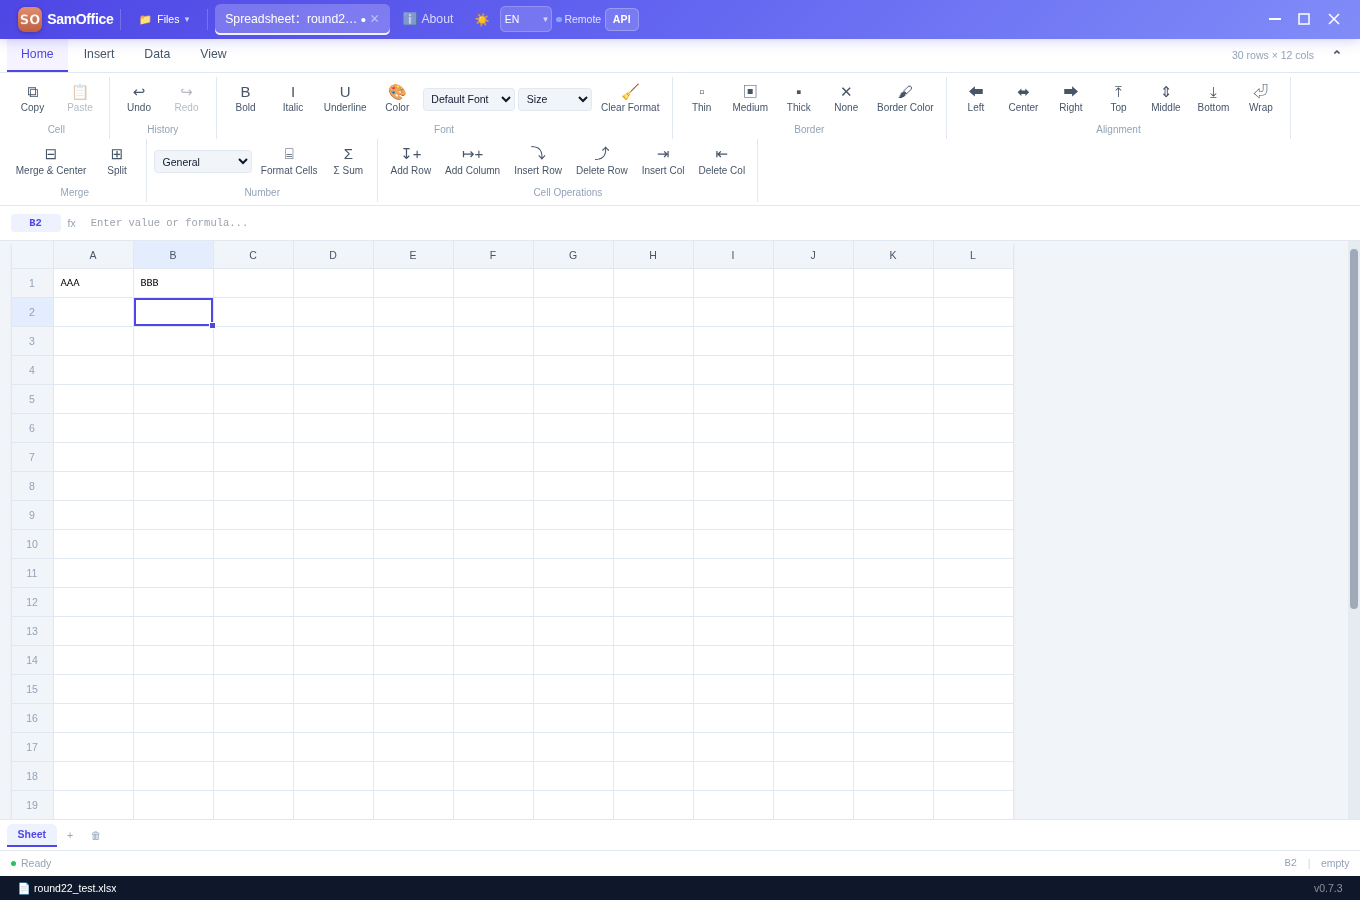 SO SamOffice Files Spreadsheet: round2... About EN Remote API
Home Insert Data View 30 rows × 12 cols
Copy Paste Undo Redo Bold Italic Underline Color Default Font Size Clear Format Thin Medium Thick None Border Color Left Center Right Top Middle Bottom Wrap
Cell History Font Border Alignment
Merge & Center Split General Format Cells Σ Sum Add Row Add Column Insert Row Delete Row Insert Col Delete Col
Merge Number Cell Operations
B2 fx Enter value or formula...
A B C D E F G H I J K L
1 AAA BBB
2
3
4
5
6
7
8
9
10
11
12
13
14
15
16
17
18
19
Sheet +
Ready B2 | empty
round22_test.xlsx v0.7.3